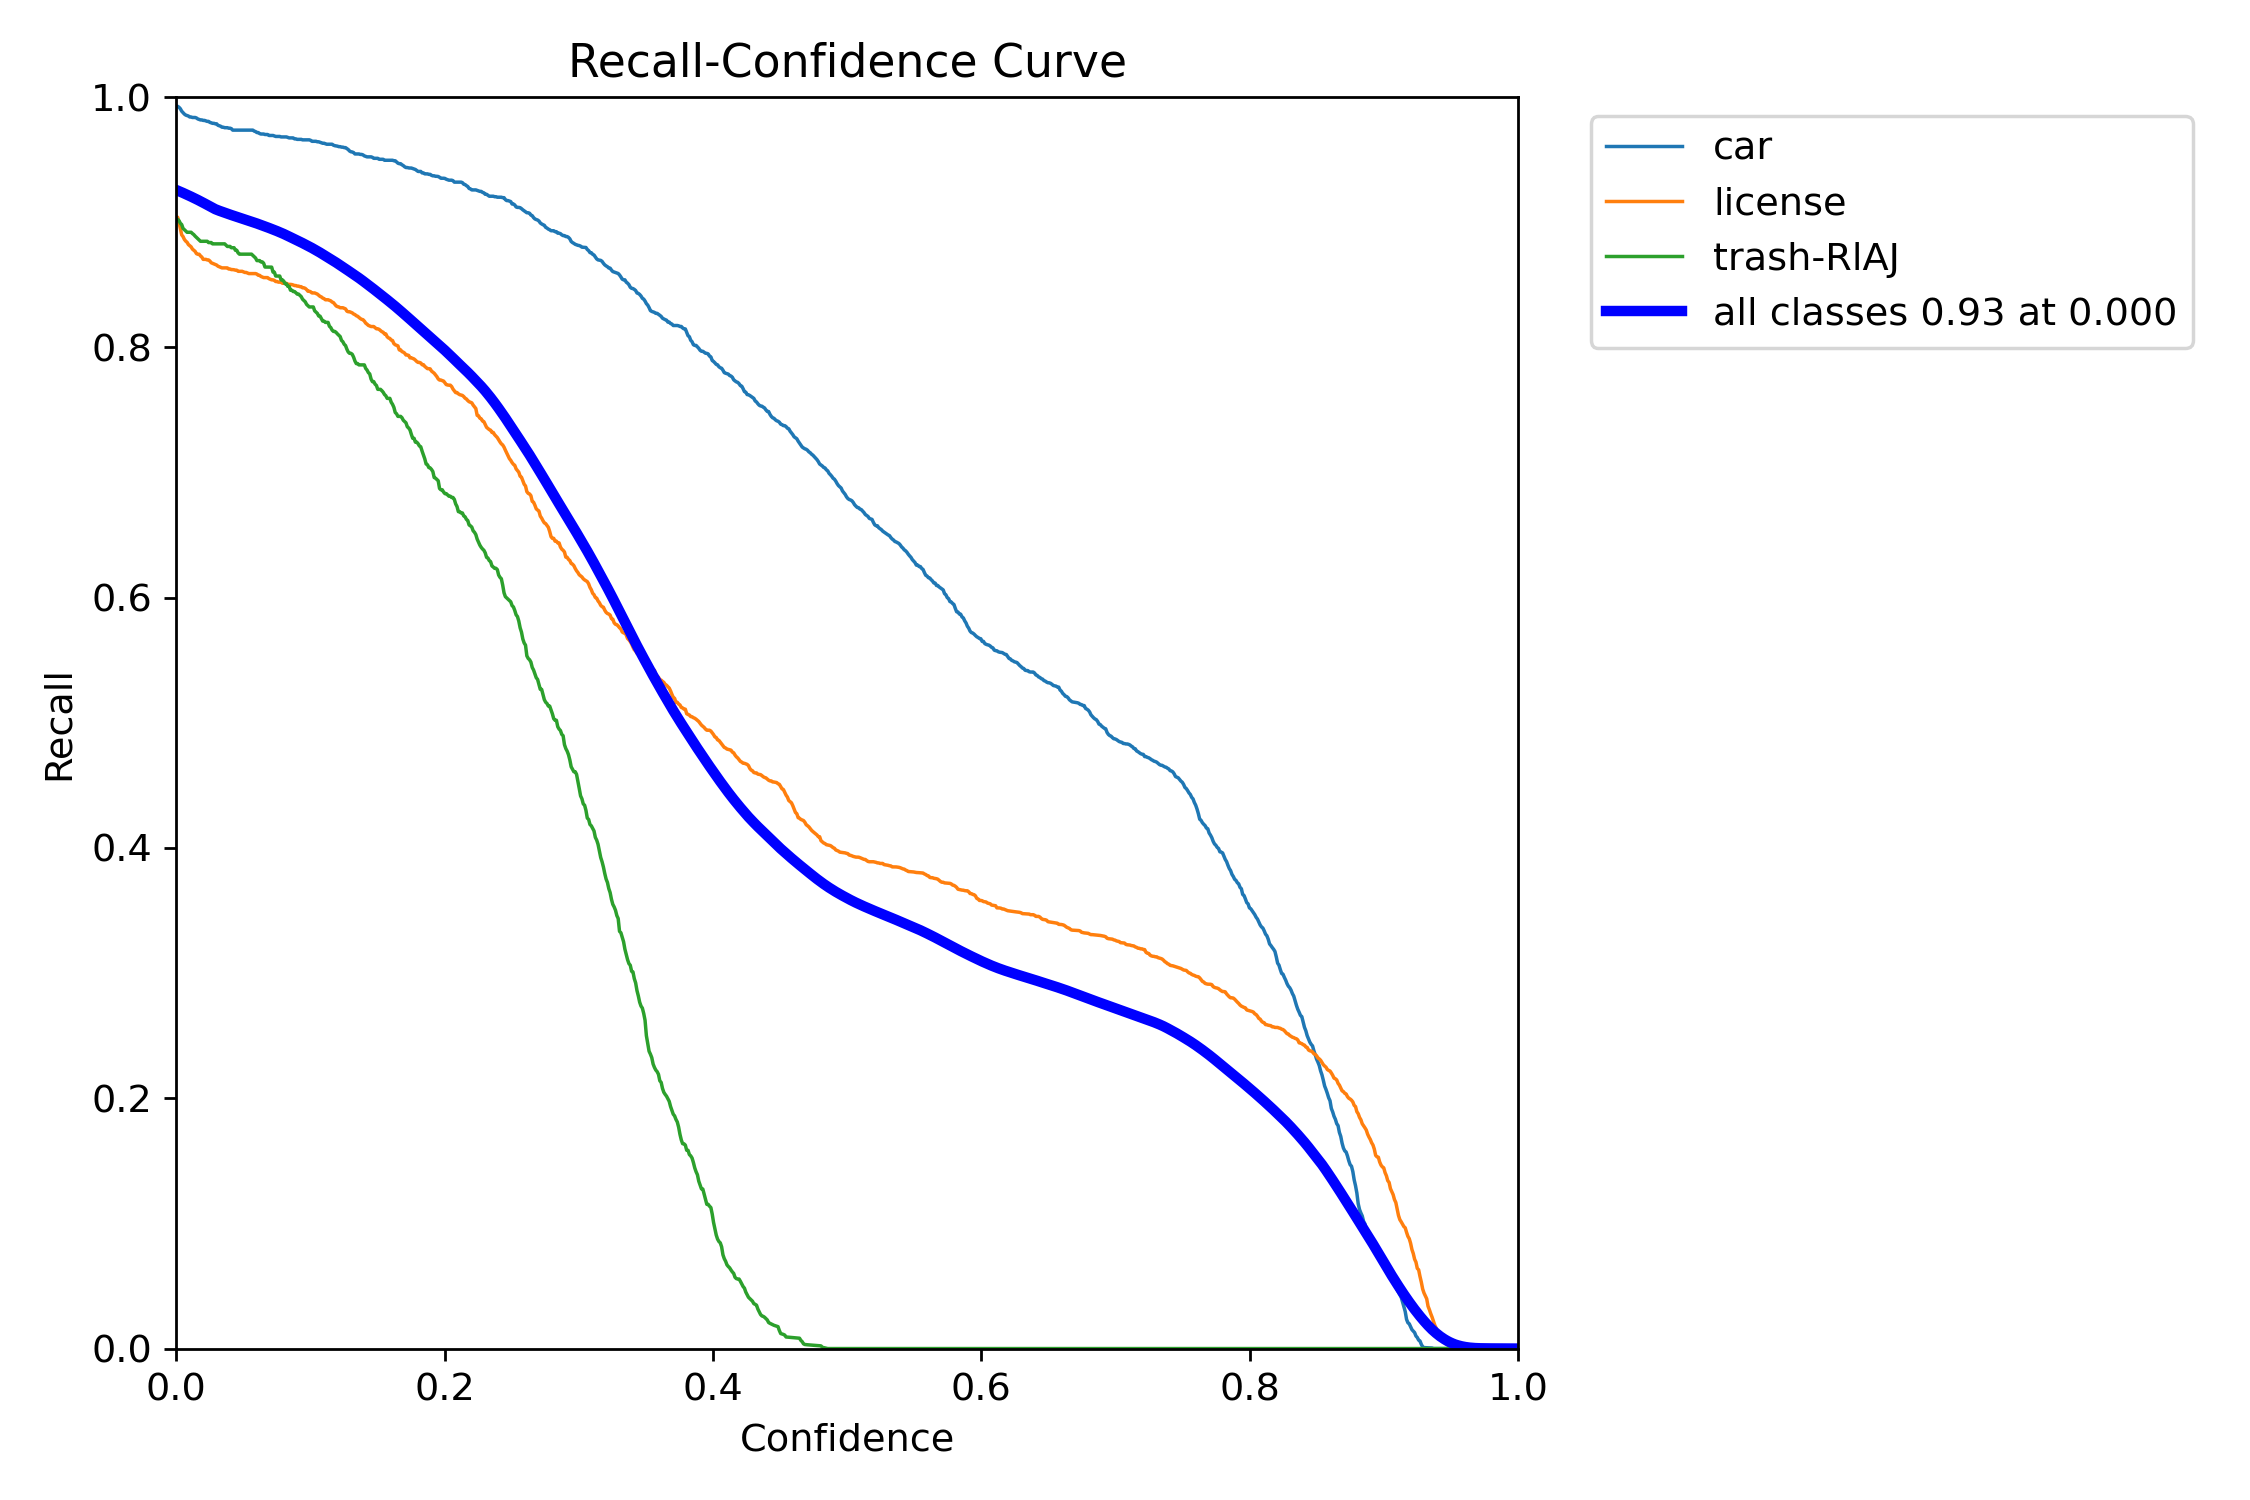 Recall-Confidence Curve
1.0
0.8
0.6
0.4
0.2
0.0
Recall
0.0 0.2 0.4 0.6 0.8 1.0
Confidence
car
license
trash-RlAJ
all classes 0.93 at 0.000